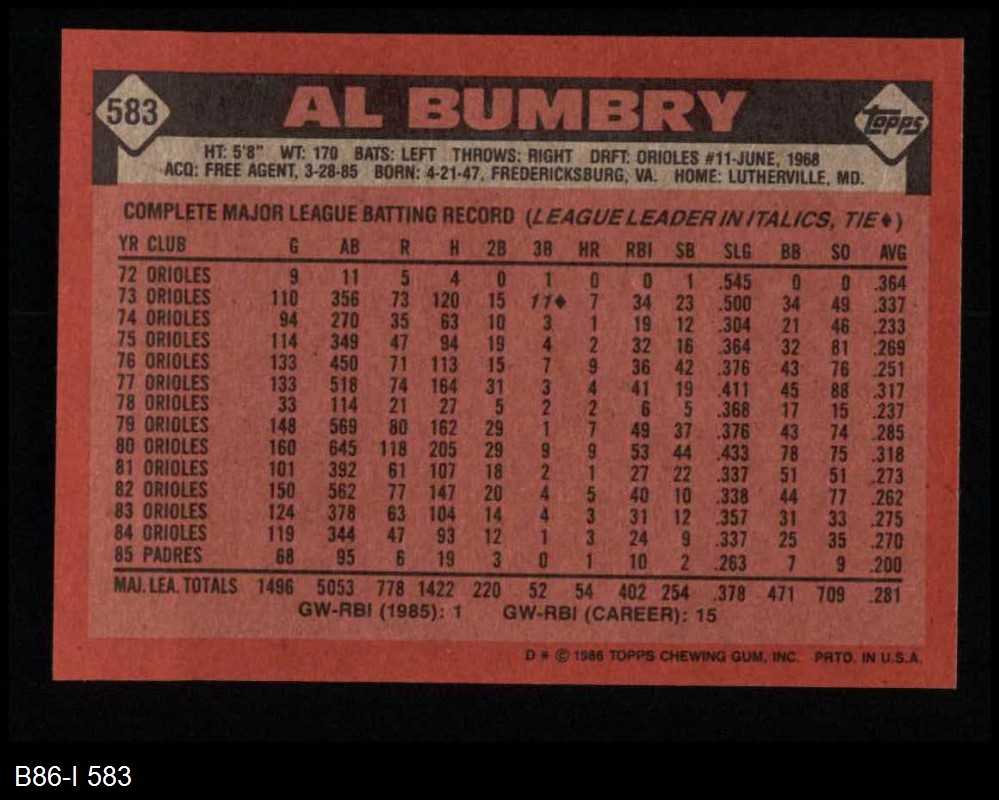 583 AL BUMBRY TOPPS
HT: 5'8" WT: 170 BATS: LEFT THROWS: RIGHT DRFT: ORIOLES #11-JUNE, 1968
ACQ: FREE AGENT, 3-28-85 BORN: 4-21-47, FREDERICKSBURG, VA. HOME: LUTHERVILLE, MD.
COMPLETE MAJOR LEAGUE BATTING RECORD (LEAGUE LEADER IN ITALICS, TIE♦)
YR CLUB G AB R H 2B 3B HR RBI SB SLG BB SO AVG
72 ORIOLES 9 11 5 4 0 1 0 0 1 .545 0 0 .364
73 ORIOLES 110 356 73 120 15 11♦ 7 34 23 .500 34 49 .337
74 ORIOLES 94 270 35 63 10 3 1 19 12 .304 21 46 .233
75 ORIOLES 114 349 47 94 19 4 2 32 16 .364 32 81 .269
76 ORIOLES 133 450 71 113 15 7 9 36 42 .376 43 76 .251
77 ORIOLES 133 518 74 164 31 3 4 41 19 .411 45 88 .317
78 ORIOLES 33 114 21 27 5 2 2 6 5 .368 17 15 .237
79 ORIOLES 148 569 80 162 29 1 7 49 37 .376 43 74 .285
80 ORIOLES 160 645 118 205 29 9 9 53 44 .433 78 75 .318
81 ORIOLES 101 392 61 107 18 2 1 27 22 .337 51 51 .273
82 ORIOLES 150 562 77 147 20 4 5 40 10 .338 44 77 .262
83 ORIOLES 124 378 63 104 14 4 3 31 12 .357 31 33 .275
84 ORIOLES 119 344 47 93 12 1 3 24 9 .337 25 35 .270
85 PADRES 68 95 6 19 3 0 1 10 2 .263 7 9 .200
MAJ. LEA. TOTALS 1496 5053 778 1422 220 52 54 402 254 .378 471 709 .281
GW-RBI (1985): 1 GW-RBI (CAREER): 15
D * © 1986 TOPPS CHEWING GUM, INC. PRTD. IN U.S.A.
B86-I 583